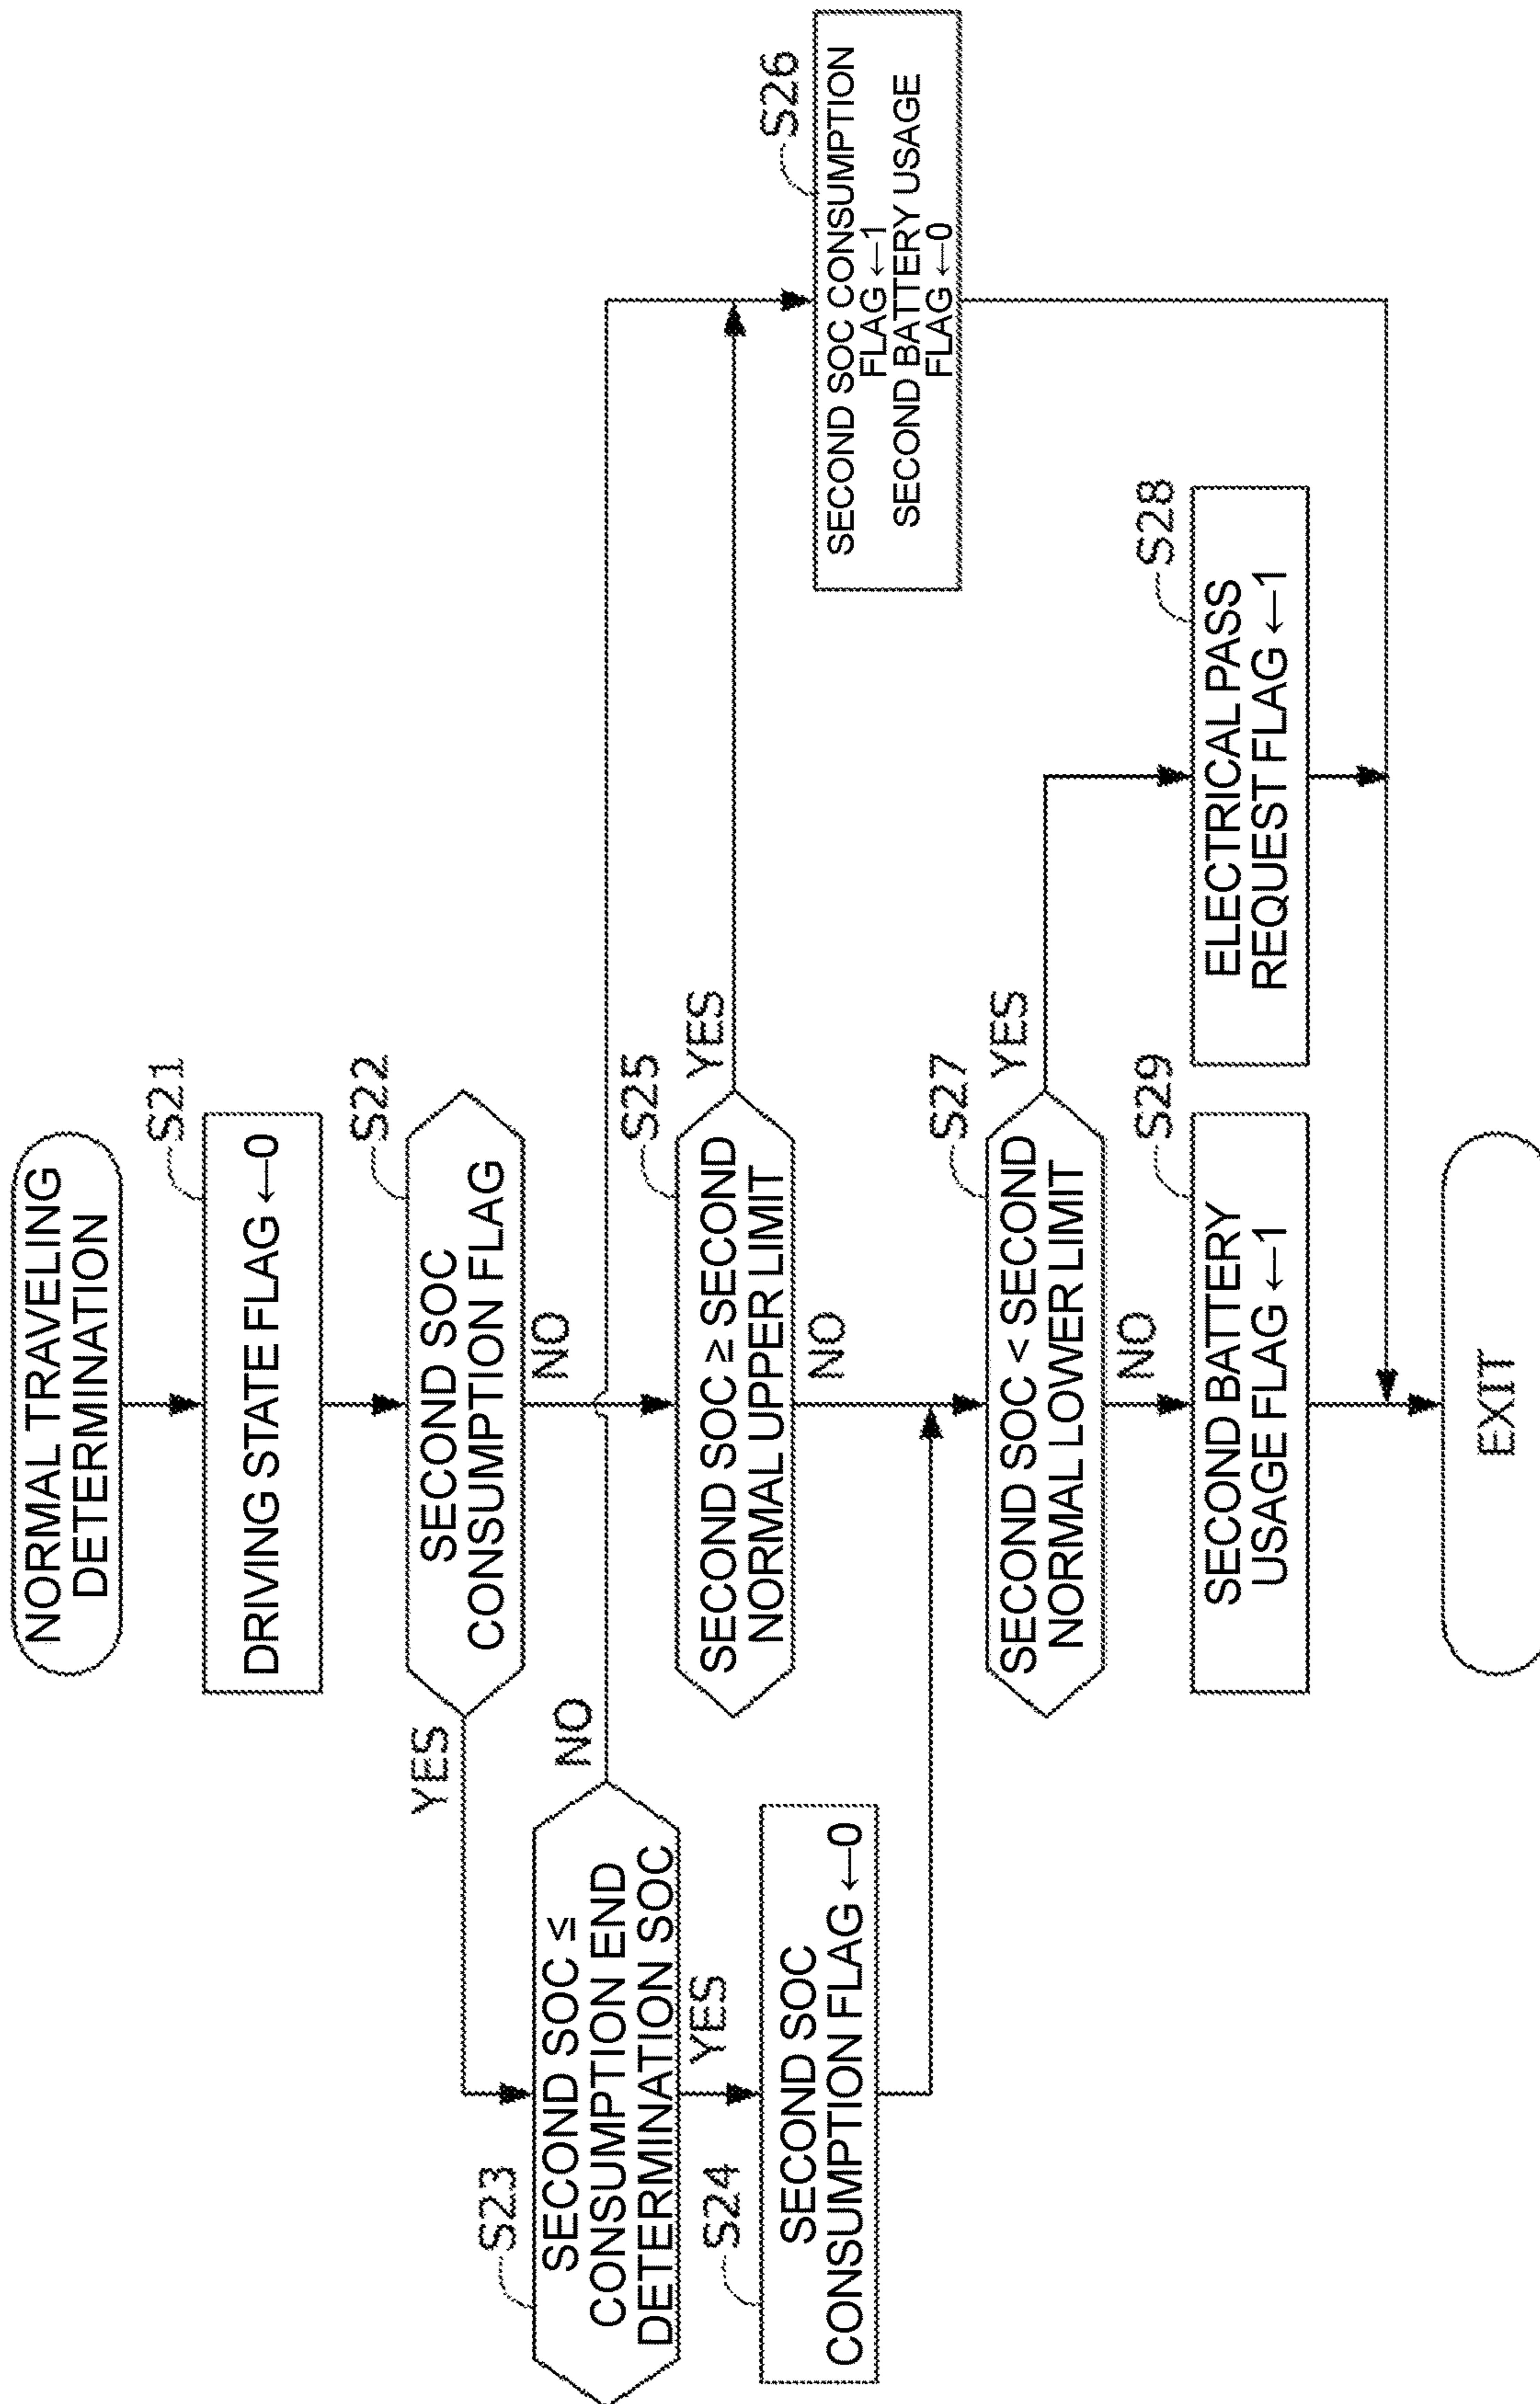 NORMAL TRAVELING
DETERMINATION
S21
DRIVING STATE FLAG ←0
S22
SECOND SOC
CONSUMPTION FLAG
YES
NO
S23
SECOND SOC ≤
CONSUMPTION END
DETERMINATION SOC
NO
YES
S24
SECOND SOC
CONSUMPTION FLAG ←0
S25
SECOND SOC ≥ SECOND
NORMAL UPPER LIMIT
YES
NO
S26
SECOND SOC CONSUMPTION
FLAG ←1
SECOND BATTERY USAGE
FLAG ←0
S27
SECOND SOC < SECOND
NORMAL LOWER LIMIT
YES
NO
S28
ELECTRICAL PASS
REQUEST FLAG ←1
S29
SECOND BATTERY
USAGE FLAG ←1
EXIT